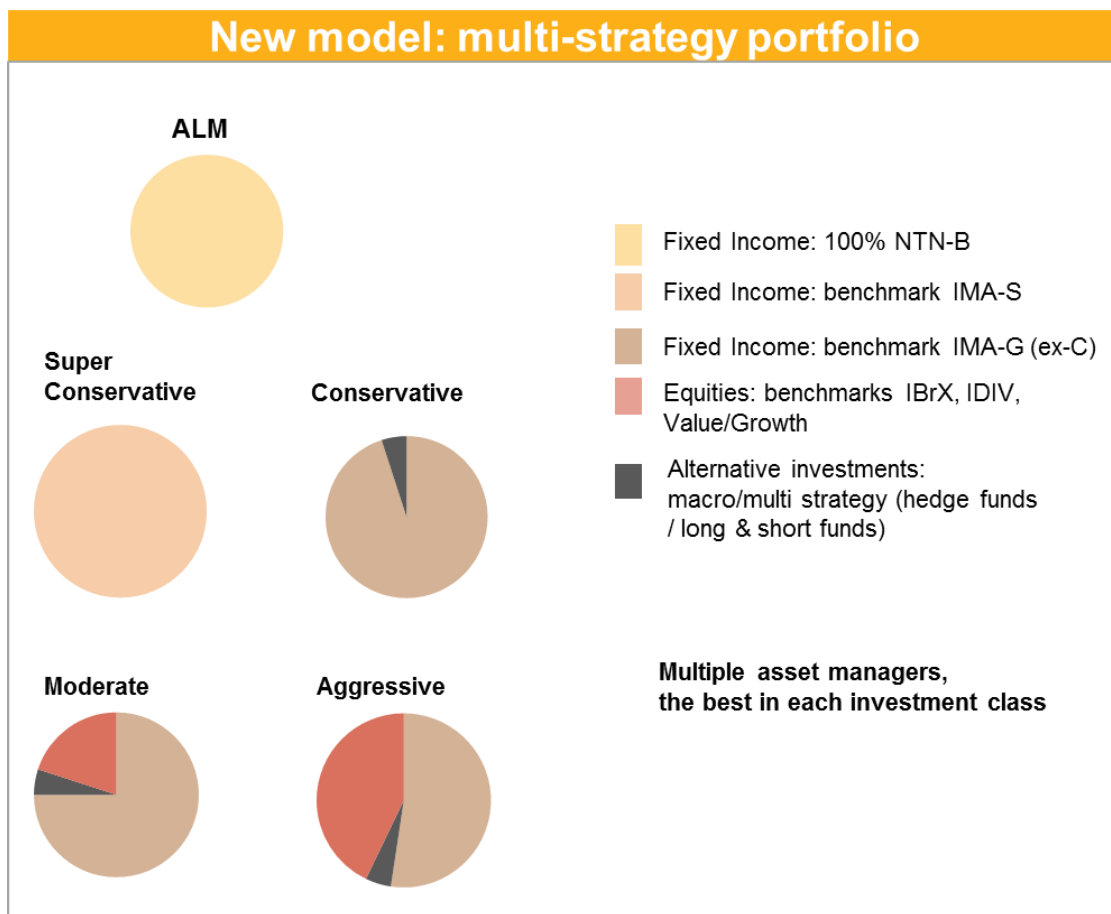 New model: multi-strategy portfolio
ALM
Super
Conservative
Conservative
Moderate
Aggressive
Fixed Income: 100% NTN-B
Fixed Income: benchmark IMA-S
Fixed Income: benchmark IMA-G (ex-C)
Equities: benchmarks IBrX, IDIV,
Value/Growth
Alternative investments:
macro/multi strategy (hedge funds
/ long & short funds)
Multiple asset managers,
the best in each investment class